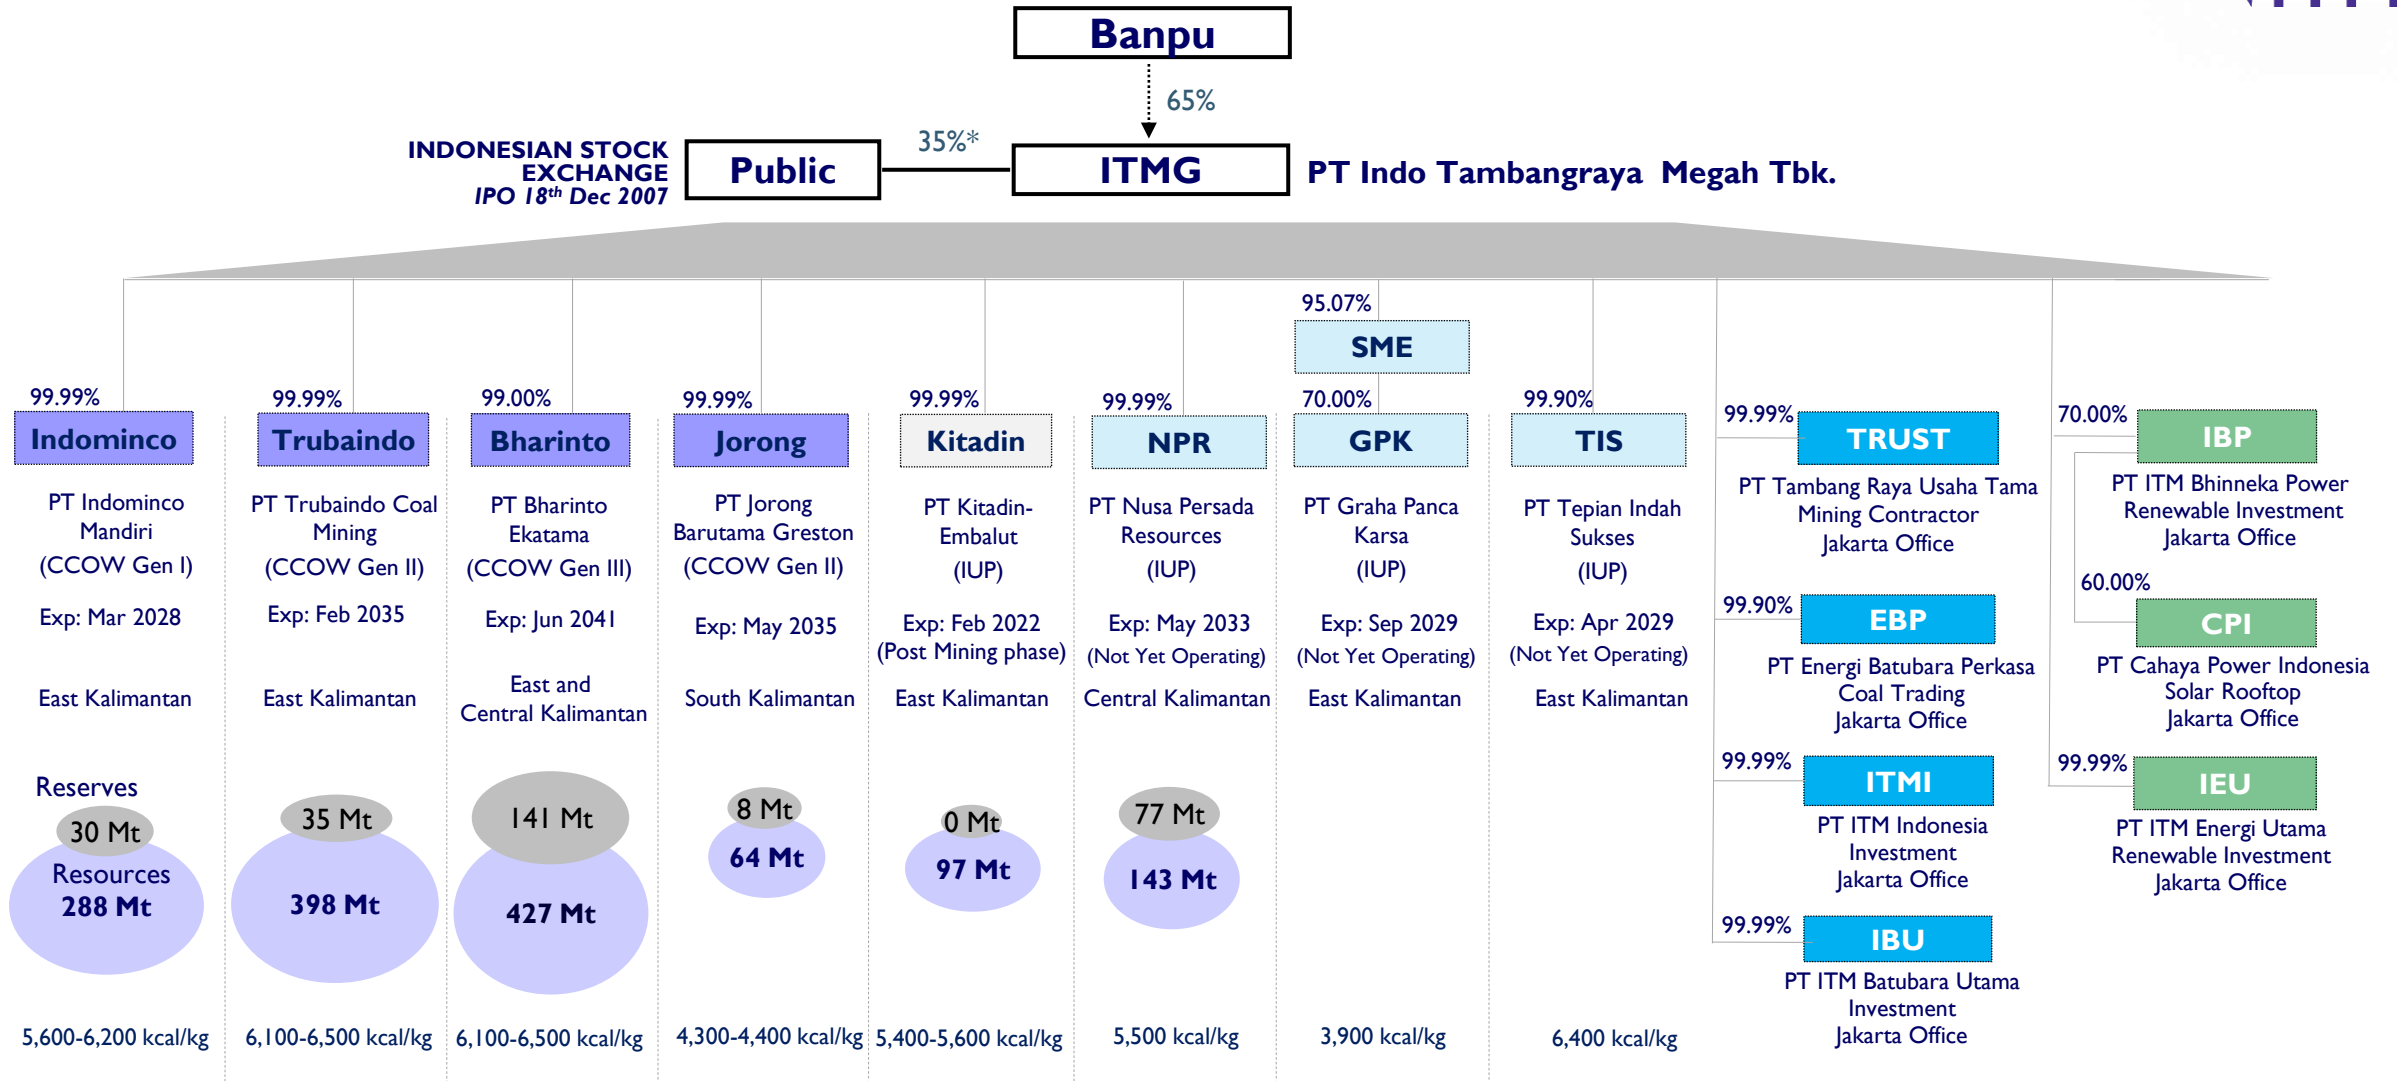 Banpu
65%
INDONESIAN STOCK
EXCHANGE
IPO 18th Dec 2007
Public
35%*
ITMG
PT Indo Tambangraya Megah Tbk.
99.99%
Indominco
PT Indominco
Mandiri
(CCOW Gen I)
Exp: Mar 2028
East Kalimantan
Reserves
30 Mt
Resources
288 Mt
5,600-6,200 kcal/kg
99.99%
Trubaindo
PT Trubaindo Coal
Mining
(CCOW Gen II)
Exp: Feb 2035
East Kalimantan
35 Mt
398 Mt
6,100-6,500 kcal/kg
99.00%
Bharinto
PT Bharinto
Ekatama
(CCOW Gen III)
Exp: Jun 2041
East and
Central Kalimantan
141 Mt
427 Mt
6,100-6,500 kcal/kg
99.99%
Jorong
PT Jorong
Barutama Greston
(CCOW Gen II)
Exp: May 2035
South Kalimantan
8 Mt
64 Mt
4,300-4,400 kcal/kg
99.99%
Kitadin
PT Kitadin-
Embalut
(IUP)
Exp: Feb 2022
(Post Mining phase)
East Kalimantan
0 Mt
97 Mt
5,400-5,600 kcal/kg
99.99%
NPR
PT Nusa Persada
Resources
(IUP)
Exp: May 2033
(Not Yet Operating)
Central Kalimantan
77 Mt
143 Mt
5,500 kcal/kg
95.07%
SME
70.00%
GPK
PT Graha Panca
Karsa
(IUP)
Exp: Sep 2029
(Not Yet Operating)
East Kalimantan
3,900 kcal/kg
99.90%
TIS
PT Tepian Indah
Sukses
(IUP)
Exp: Apr 2029
(Not Yet Operating)
East Kalimantan
6,400 kcal/kg
99.99%
TRUST
PT Tambang Raya Usaha Tama
Mining Contractor
Jakarta Office
99.90%
EBP
PT Energi Batubara Perkasa
Coal Trading
Jakarta Office
99.99%
ITMI
PT ITM Indonesia
Investment
Jakarta Office
99.99%
IBU
PT ITM Batubara Utama
Investment
Jakarta Office
70.00%
IBP
PT ITM Bhinneka Power
Renewable Investment
Jakarta Office
60.00%
CPI
PT Cahaya Power Indonesia
Solar Rooftop
Jakarta Office
99.99%
IEU
PT ITM Energi Utama
Renewable Investment
Jakarta Office